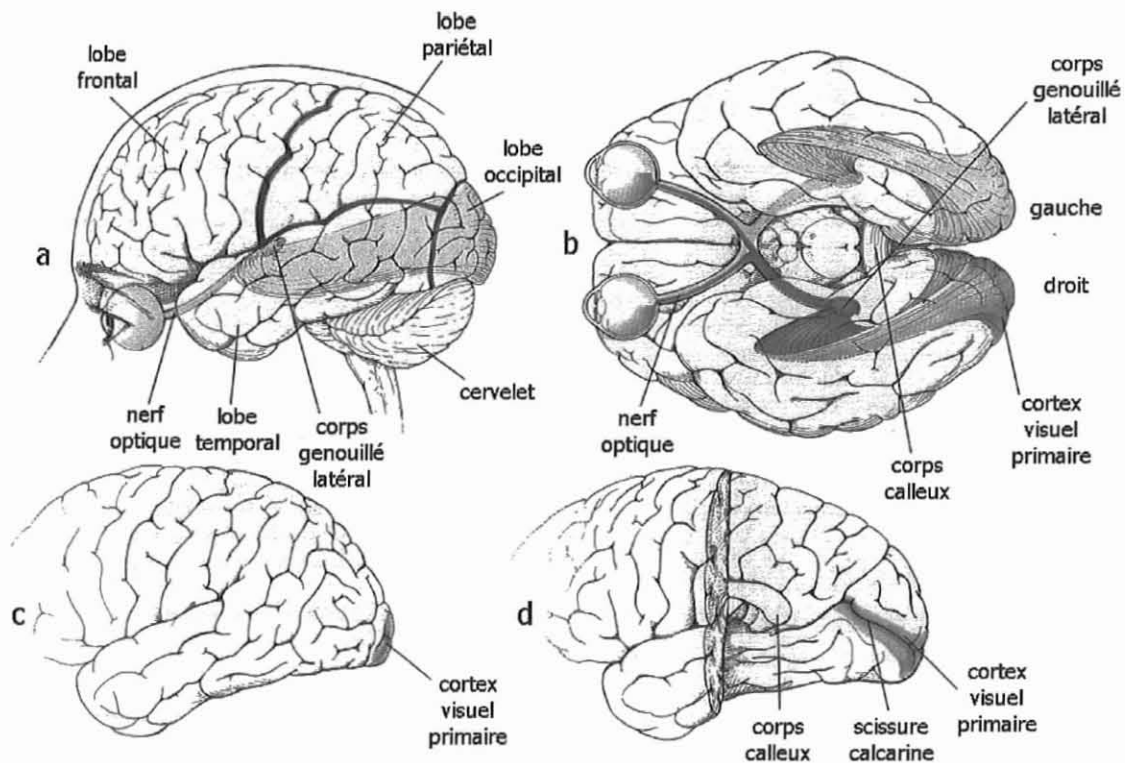 lobe
frontal
lobe
pariétal
lobe
occipital
a
nerf
optique
lobe
temporal
corps
genouillé
latéral
cervelet
corps
genouillé
latéral
b
gauche
droit
nerf
optique
corps
calleux
cortex
visuel
primaire
c
cortex
visuel
primaire
d
corps
calleux
scissure
calcarine
cortex
visuel
primaire